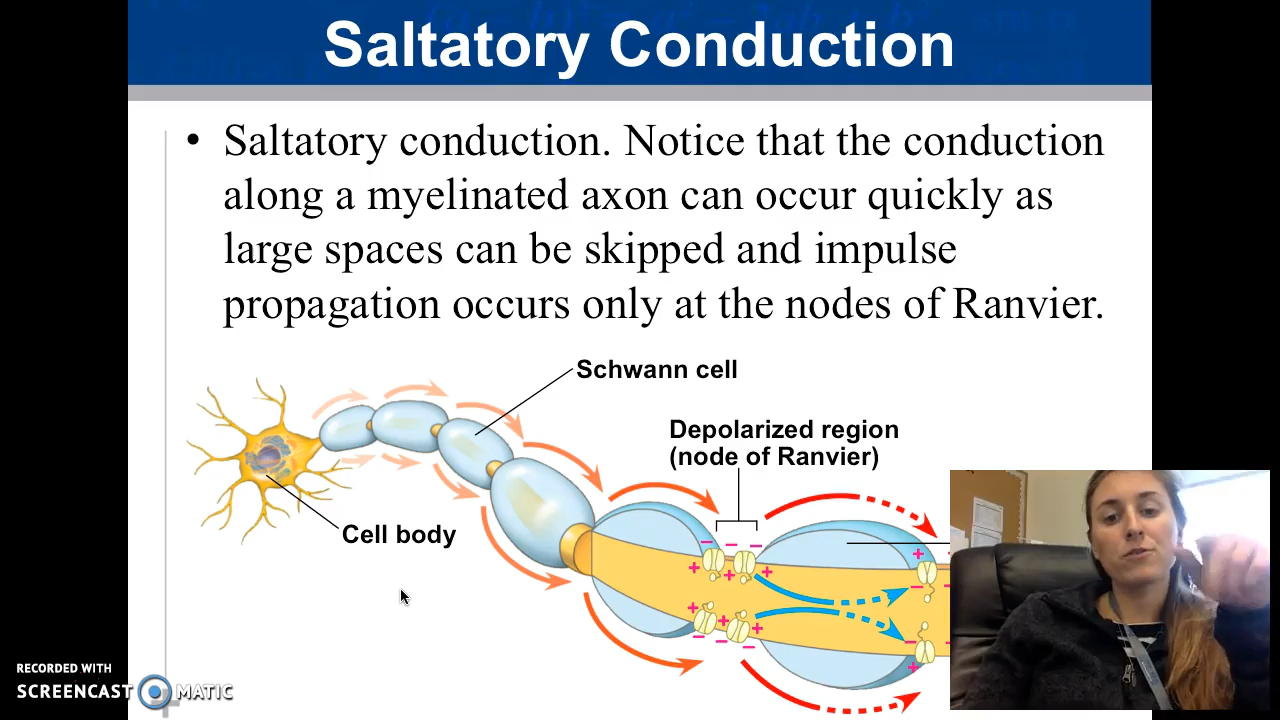 Saltatory Conduction
• Saltatory conduction. Notice that the conduction
along a myelinated axon can occur quickly as
large spaces can be skipped and impulse
propagation occurs only at the nodes of Ranvier.
Schwann cell
Depolarized region
(node of Ranvier)
Cell body
RECORDED WITH
SCREENCAST MATIC